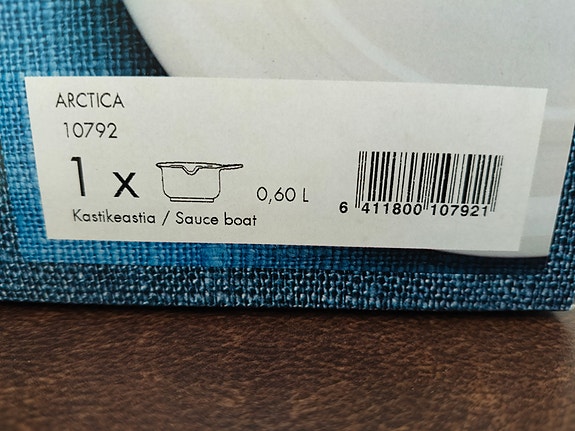 ARCTICA
10792
1 x 0,60 L
Kastikeastia / Sauce boat
6 411800 107921